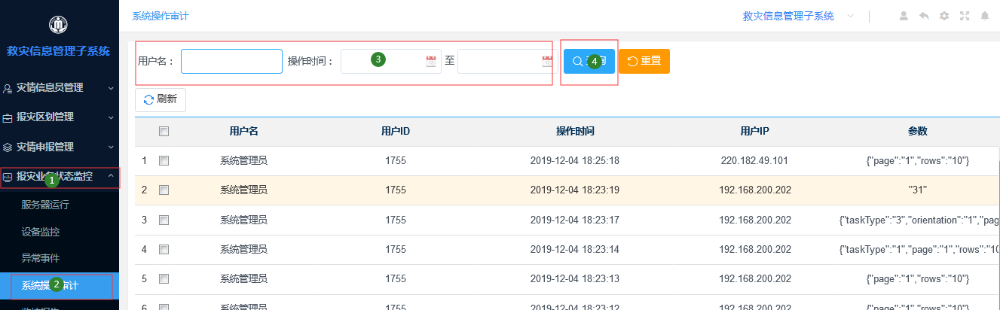 系统操作审计
救灾信息管理子系统
救灾信息管理子系统
灾情信息员管理
报灾区划管理
灾情申报管理
报灾业务状态监控
1
服务器运行
设备监控
异常事件
系统操作审计
2
用户名：
操作时间：
3
至
4
重置
刷新
用户名 用户ID 操作时间 用户IP 参数
1 系统管理员 1755 2019-12-04 18:25:18 220.182.49.101 {"page":"1","rows":"10"}
2 系统管理员 1755 2019-12-04 18:23:19 192.168.200.202 "31"
3 系统管理员 1755 2019-12-04 18:23:17 192.168.200.202 {"taskType":"3","orientation":"1","pag
4 系统管理员 1755 2019-12-04 18:23:14 192.168.200.202 {"taskType":"1","page":"1","rows":"10
5 系统管理员 1755 2019-12-04 18:23:13 192.168.200.202 {"page":"1","rows":"10"}
6 系统管理员 1755 2019-12-04 18:23:12 192.168.200.202 {"page":"1","rows":"10"}